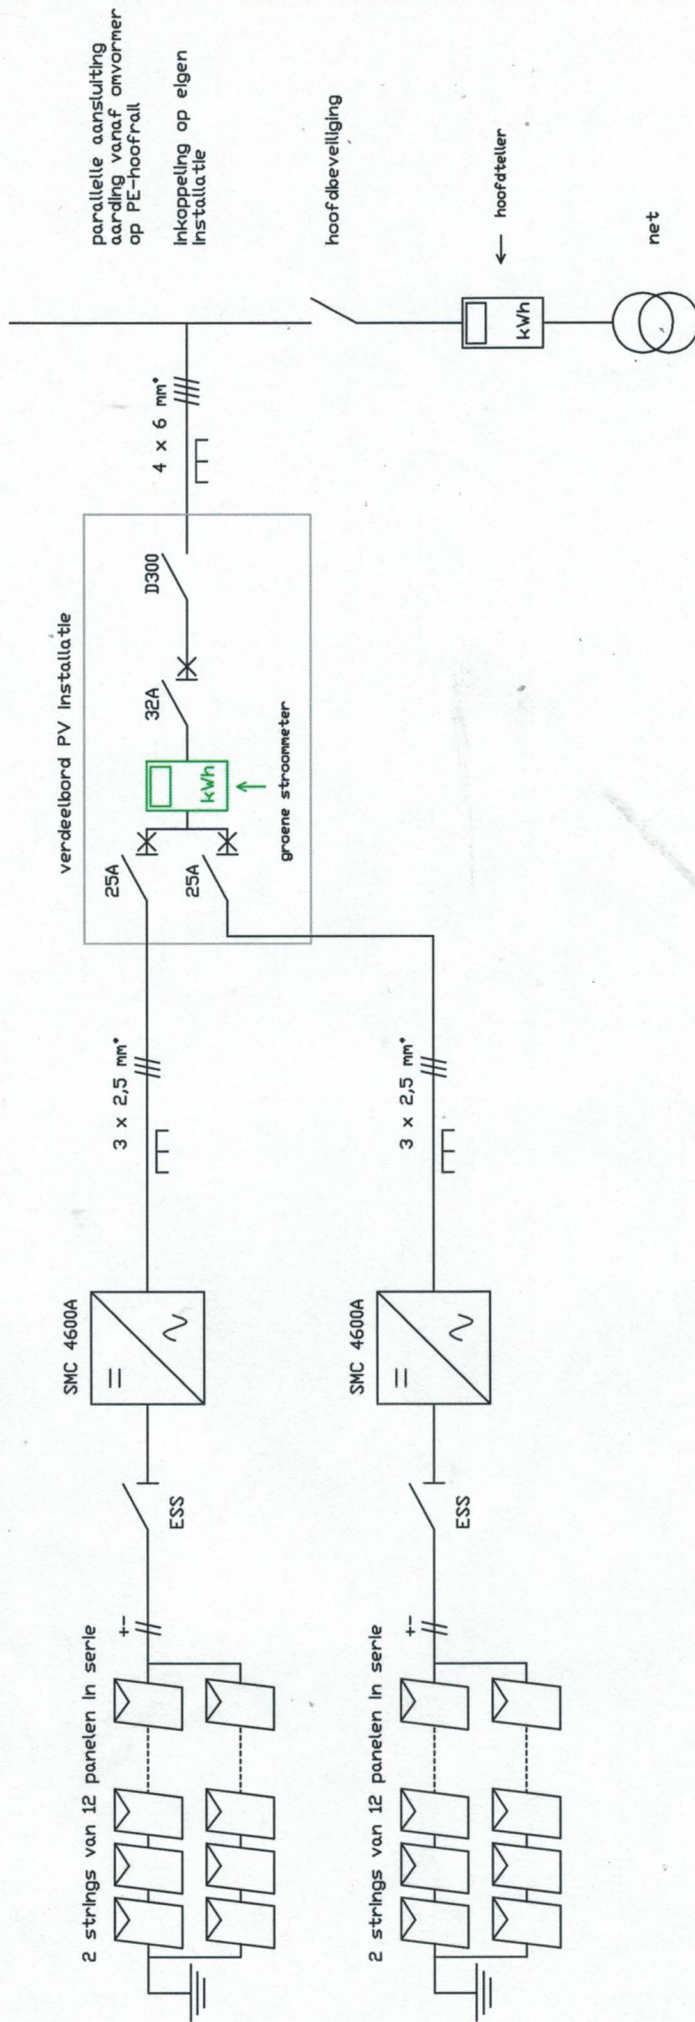 2 strings van 12 panelen in serie
+-
ESS
SMC 4600A
3 x 2,5 mm²
2 strings van 12 panelen in serie
+-
ESS
SMC 4600A
3 x 2,5 mm²
verdeelbord PV installatie
25A
25A
kWh
groene stroommeter
32A
D300
4 x 6 mm²
parallelle aansluiting
aarding vanaf omvormer
op PE-hoofrail
inkoppeling op eigen
installatie
hoofdbeveiliging
kWh
hoofdteller
net